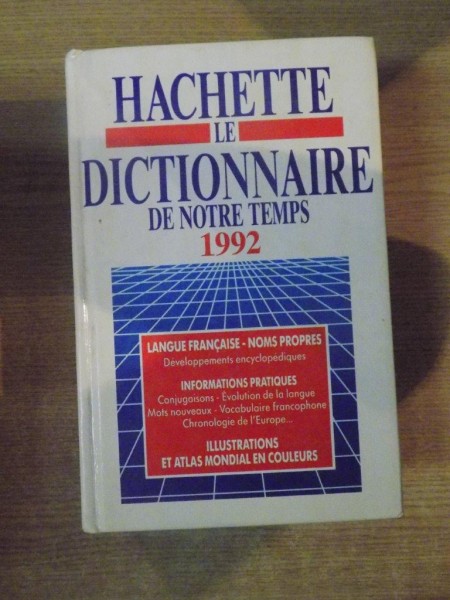 HACHETTE
LE
DICTIONNAIRE
DE NOTRE TEMPS
1992
LANGUE FRANÇAISE - NOMS PROPRES
Développements encyclopédiques
INFORMATIONS PRATIQUES
Conjugaisons - Évolution de la langue
Mots nouveaux - Vocabulaire francophone
Chronologie de l'Europe...
ILLUSTRATIONS
ET ATLAS MONDIAL EN COULEURS